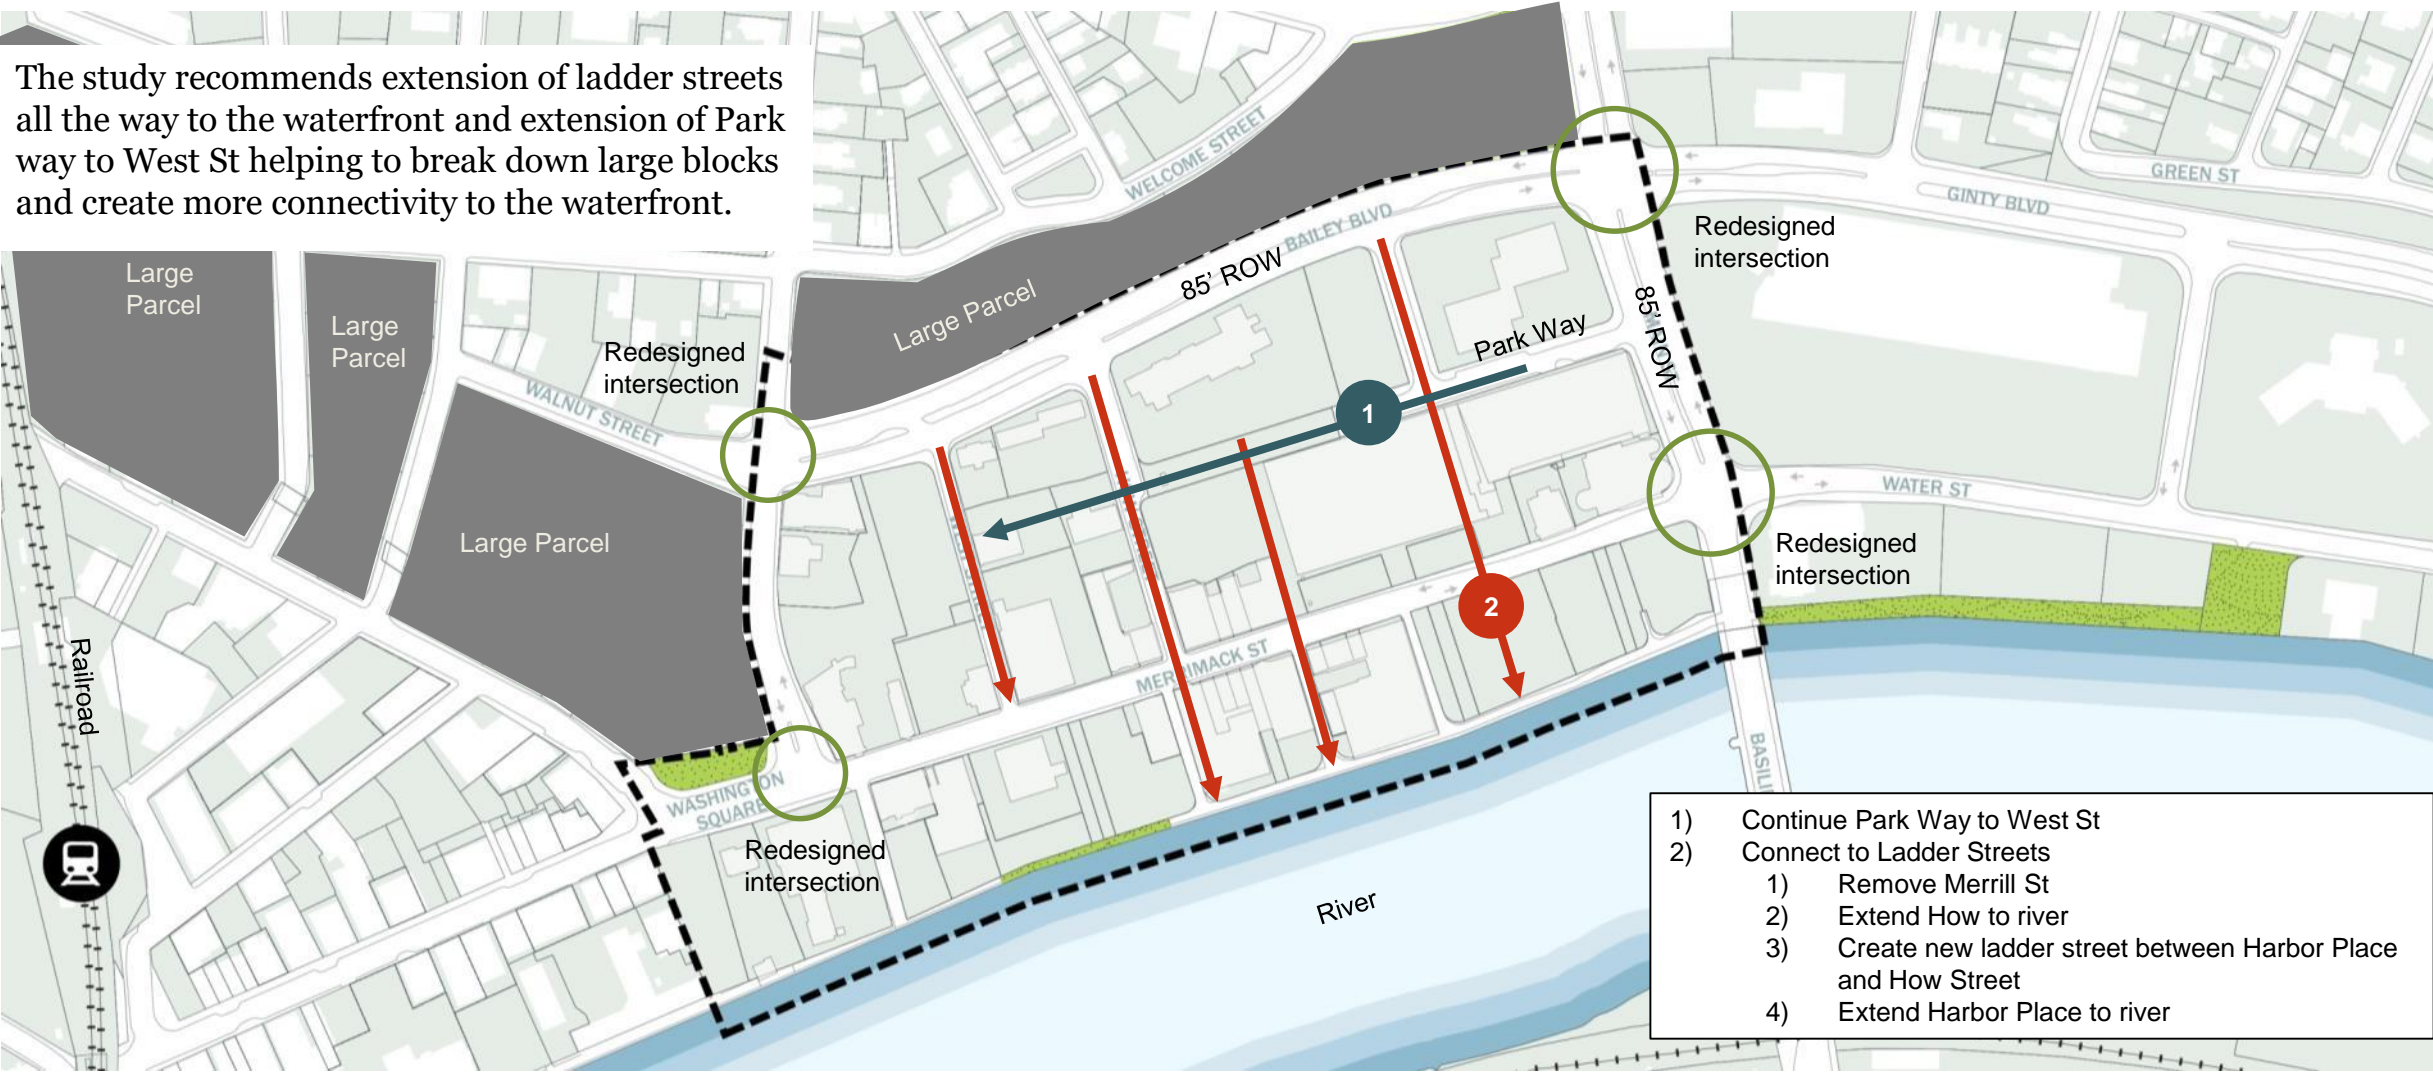 The study recommends extension of ladder streets
all the way to the waterfront and extension of Park
way to West St helping to break down large blocks
and create more connectivity to the waterfront.
WELCOME STREET
GREEN ST
GINTY BLVD
Redesigned
intersection
BAILEY BLVD
85' ROW
Large
Parcel
Large
Parcel
Large Parcel
85' ROW
Park Way
Redesigned
intersection
WALNUT STREET
1
WATER ST
Large Parcel
Redesigned
intersection
2
Railroad
MERRIMACK ST
WASHINGTON
SQUARE
Redesigned
intersection
River
1) Continue Park Way to West St
2) Connect to Ladder Streets
1) Remove Merrill St
2) Extend How to river
3) Create new ladder street between Harbor Place
and How Street
4) Extend Harbor Place to river